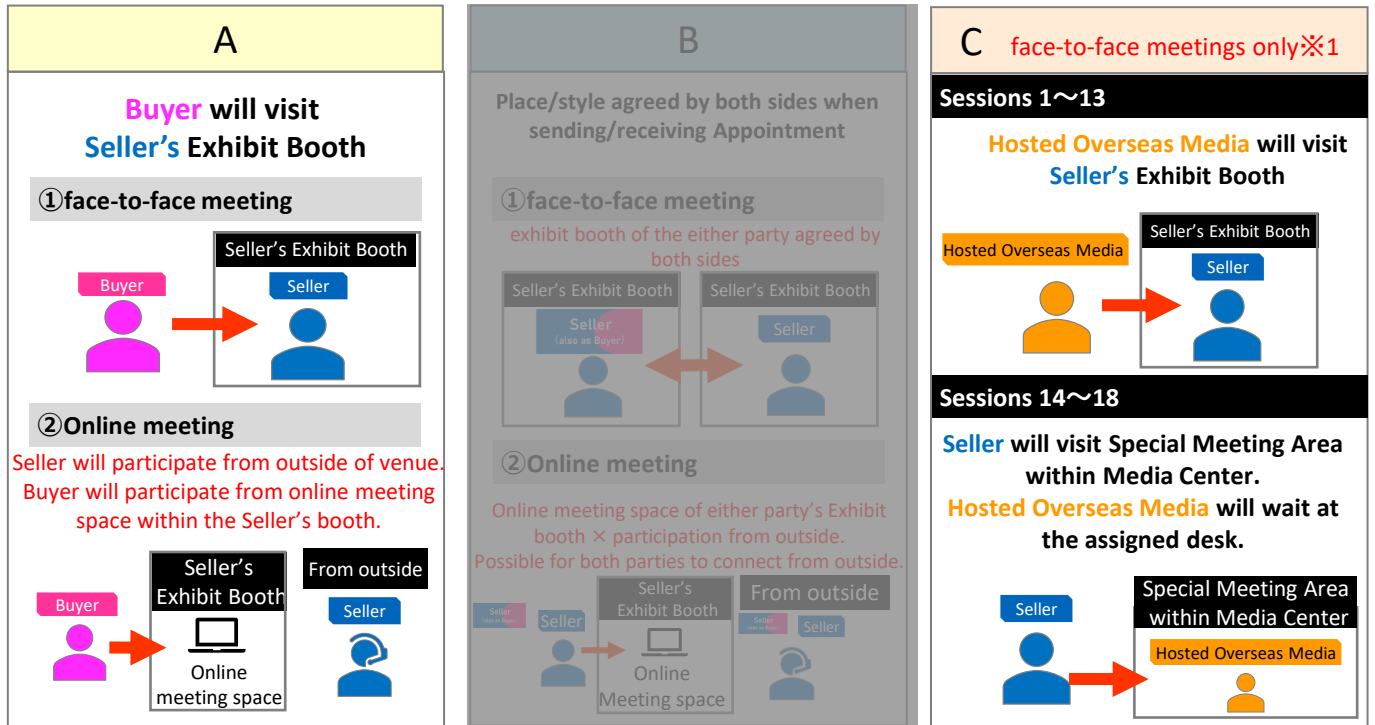 A
Buyer will visit
Seller's Exhibit Booth
①face-to-face meeting
Seller's Exhibit Booth
Buyer
Seller
②Online meeting
Seller will participate from outside of venue.
Buyer will participate from online meeting
space within the Seller's booth.
Seller's
Exhibit Booth
From outside
Buyer
Seller
Online
meeting space
B
Place/style agreed by both sides when
sending/receiving Appointment
①face-to-face meeting
exhibit booth of the either party agreed by
both sides
Seller's Exhibit Booth
Seller's Exhibit Booth
Seller
(also as Buyer)
Seller
②Online meeting
Online meeting space of either party's Exhibit
booth × participation from outside.
Possible for both parties to connect from outside.
Seller's
Exhibit Booth
From outside
Seller
(also as Buyer)
Seller
Seller
Seller
Online
Meeting space
C face-to-face meetings only※1
Sessions 1～13
Hosted Overseas Media will visit
Seller's Exhibit Booth
Seller's Exhibit Booth
Hosted Overseas Media
Seller
Sessions 14～18
Seller will visit Special Meeting Area
within Media Center.
Hosted Overseas Media will wait at
the assigned desk.
Special Meeting Area
within Media Center
Seller
Hosted Overseas Media